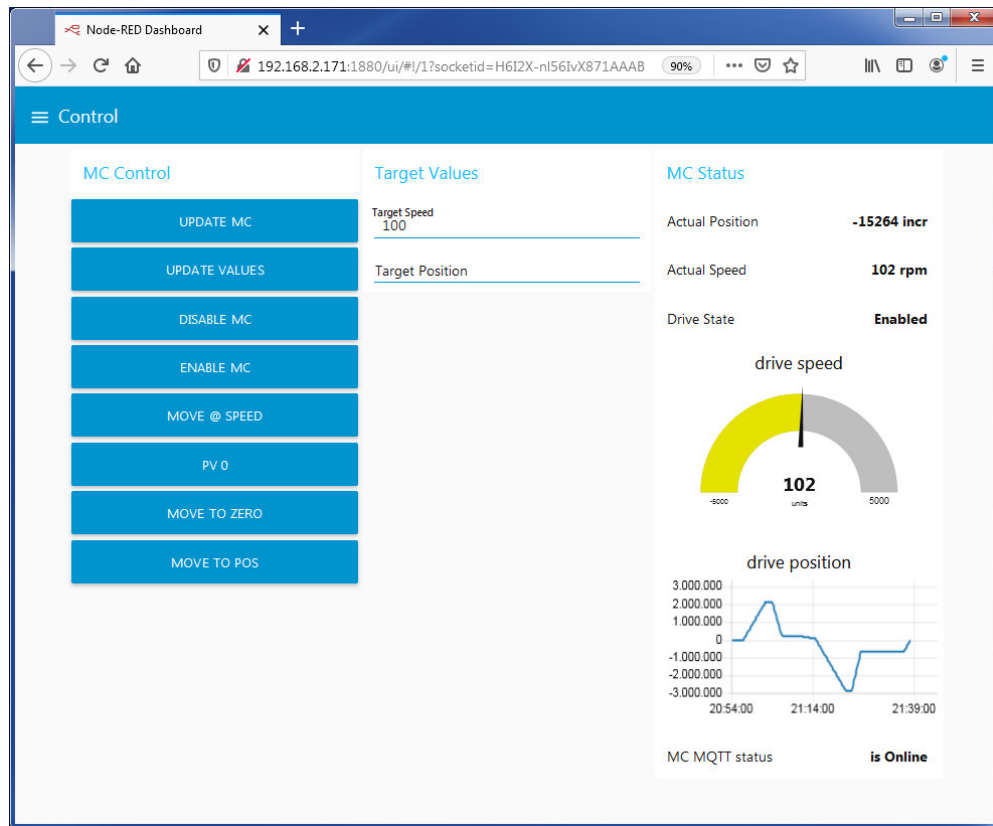 Node-RED Dashboard
192.168.2.171:1880/ui/#!/1?socketid=H6I2X-nI56IvX871AAAB
90%
Control
MC Control
UPDATE MC
UPDATE VALUES
DISABLE MC
ENABLE MC
MOVE @ SPEED
PV 0
MOVE TO ZERO
MOVE TO POS
Target Values
Target Speed
100
Target Position
MC Status
Actual Position -15264 incr
Actual Speed 102 rpm
Drive State Enabled
drive speed
102
-5000 units 5000
drive position
3.000.000
2.000.000
1.000.000
0
-1.000.000
-2.000.000
-3.000.000
20:54:00 21:14:00 21:39:00
MC MQTT status is Online